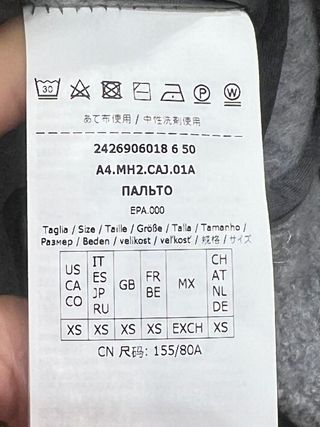 30 P W
あて布使用 / 中性洗剤使用
2426906018 6 50
A4.MH2.CAJ.01A
ПАЛЬТО
EPA.000
Taglia / Size / Taille / Größe / Talla / Tamanho /
Размер / Beden / velikost / veľkosť / 规格 / サイズ
US CA CO IT ES JP RU GB FR BE MX CH AT NL DE
XS XS XS XS EXCH XS
CN 尺码: 155/80A